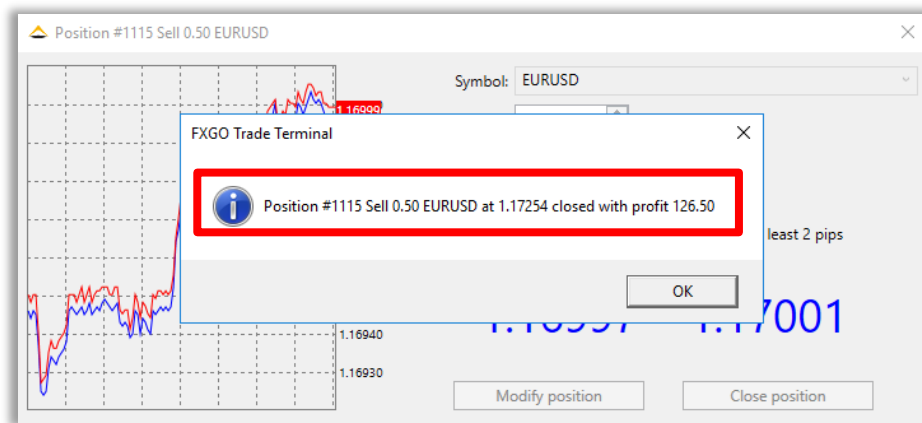 Position #1115 Sell 0.50 EURUSD
Symbol: EURUSD
1.16999
FXGO Trade Terminal
Position #1115 Sell 0.50 EURUSD at 1.17254 closed with profit 126.50
least 2 pips
OK
1.16997 1.17001
1.16940
1.16930
Modify position Close position